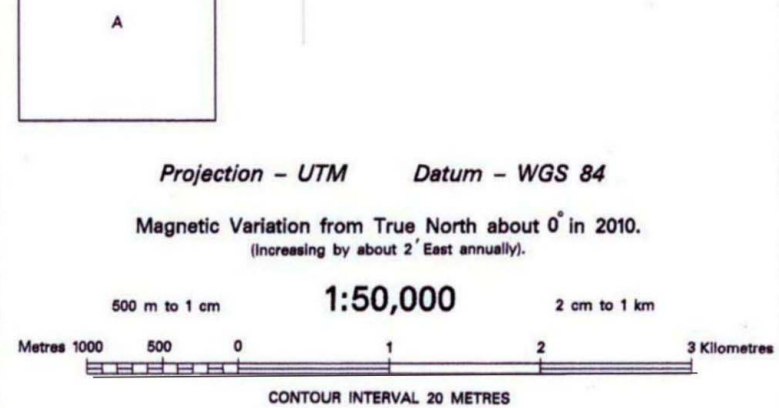 A
Projection – UTM Datum – WGS 84
Magnetic Variation from True North about 0° in 2010.
(Increasing by about 2′ East annually).
500 m to 1 cm 1:50,000 2 cm to 1 km
Metres 1000 500 0 1 2 3 Kilometres
CONTOUR INTERVAL 20 METRES